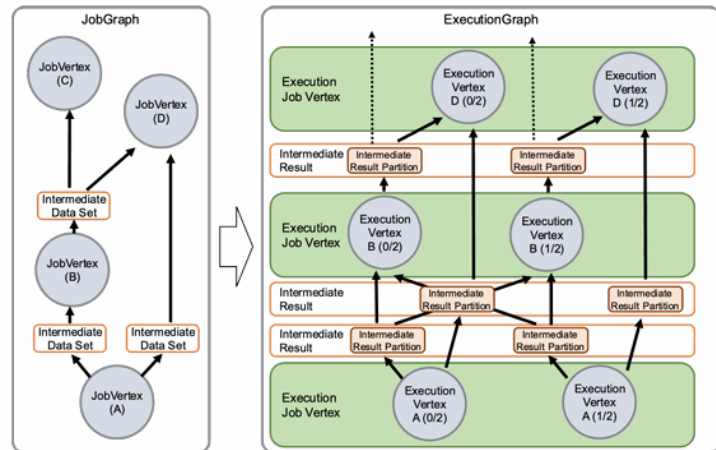 JobGraph
JobVertex
(C)
JobVertex
(D)
Intermediate
Data Set
JobVertex
(B)
Intermediate
Data Set
Intermediate
Data Set
JobVertex
(A)
ExecutionGraph
Execution
Job Vertex
Execution
Vertex
D (0/2)
Execution
Vertex
D (1/2)
Intermediate
Result
Intermediate
Result Partition
Intermediate
Result Partition
Execution
Job Vertex
Execution
Vertex
B (0/2)
Execution
Vertex
B (1/2)
Intermediate
Result
Intermediate
Result Partition
Intermediate
Result Partition
Intermediate
Result
Intermediate
Result Partition
Intermediate
Result Partition
Execution
Job Vertex
Execution
Vertex
A (0/2)
Execution
Vertex
A (1/2)